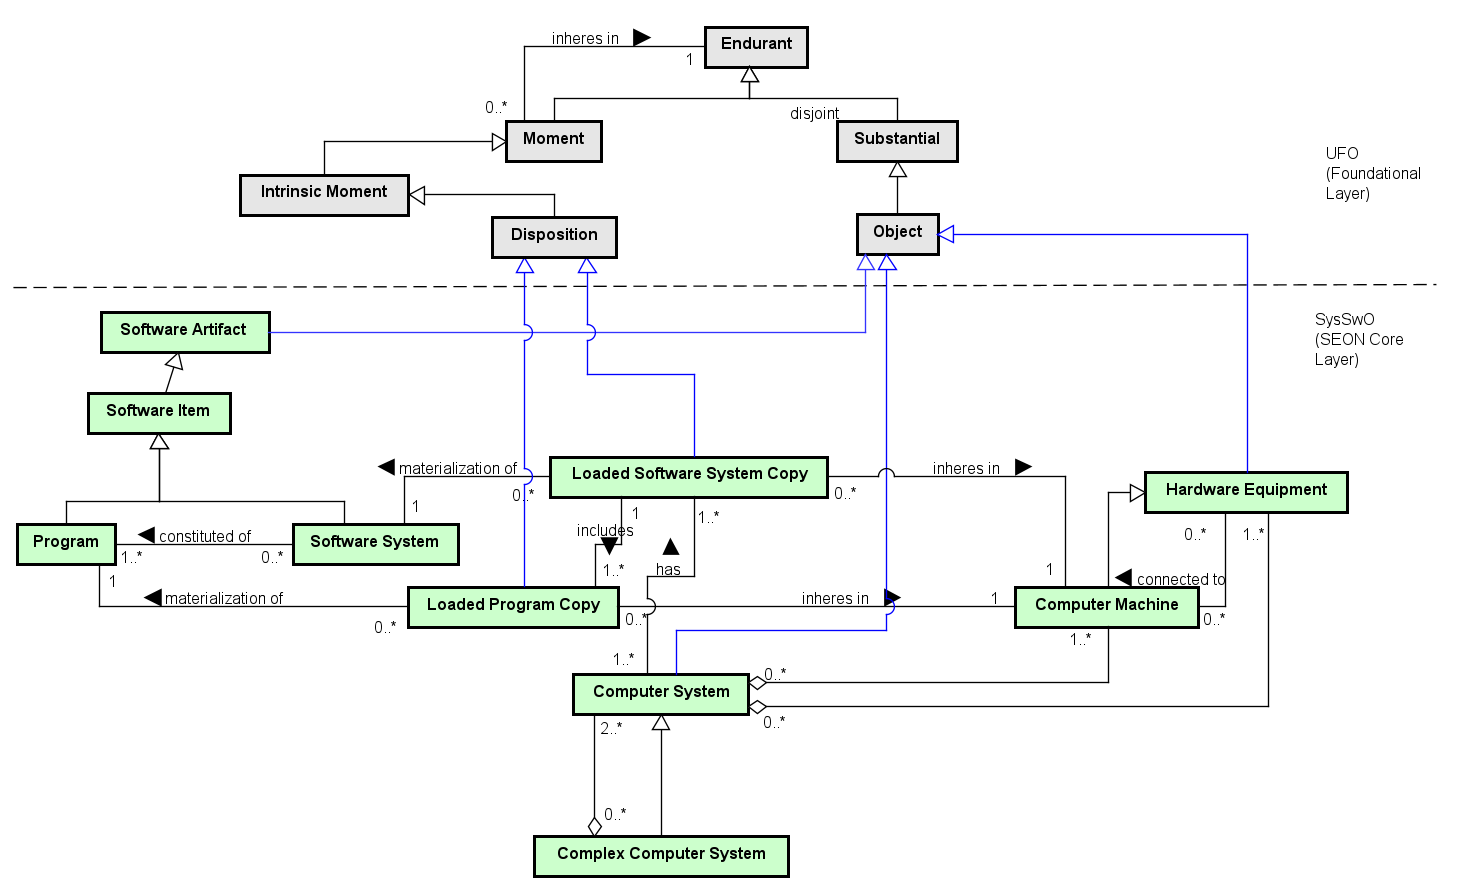 inheres in
Endurant
1
0..*
disjoint
Moment
Substantial
UFO
(Foundational
Layer)
Intrinsic Moment
Disposition
Object
Software Artifact
SysSwO
(SEON Core
Layer)
Software Item
materialization of
Loaded Software System Copy
inheres in
0..*
0..*
1
Hardware Equipment
1
1..*
includes
Program
constituted of
Software System
1..*
0..*
0..*
1..*
1
1..*
has
1
connected to
materialization of
Loaded Program Copy
inheres in
1
Computer Machine
0..*
0..*
0..*
1..*
1..*
Computer System
0..*
0..*
2..*
0..*
Complex Computer System